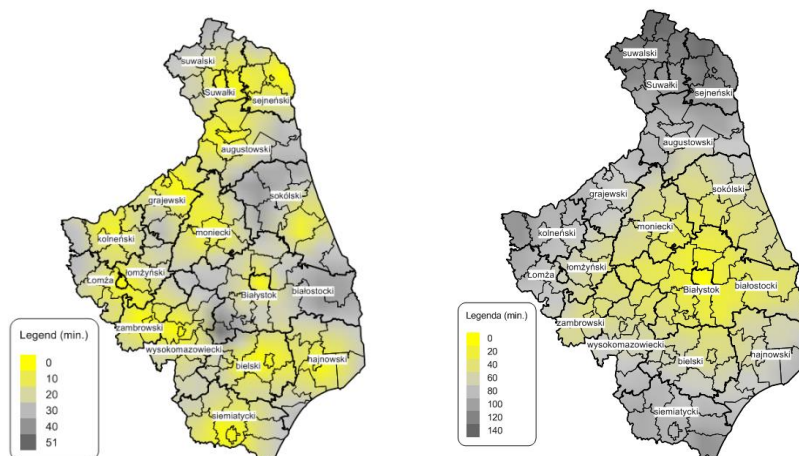 suwalski
Suwałki
sejneński
augustowski
sokólski
grajewski
moniecki
kolneński
Łomża
łomżyński
Białystok
białostocki
zambrowski
wysokomazowiecki
bielski
hajnowski
siemiatycki
Legend (min.)
0
10
20
30
40
51
suwalski
Suwałki
sejneński
augustowski
sokólski
grajewski
moniecki
kolneński
Łomża
łomżyński
Białystok
białostocki
zambrowski
wysokomazowiecki
bielski
hajnowski
siemiatycki
Legenda (min.)
0
20
40
60
80
100
120
140